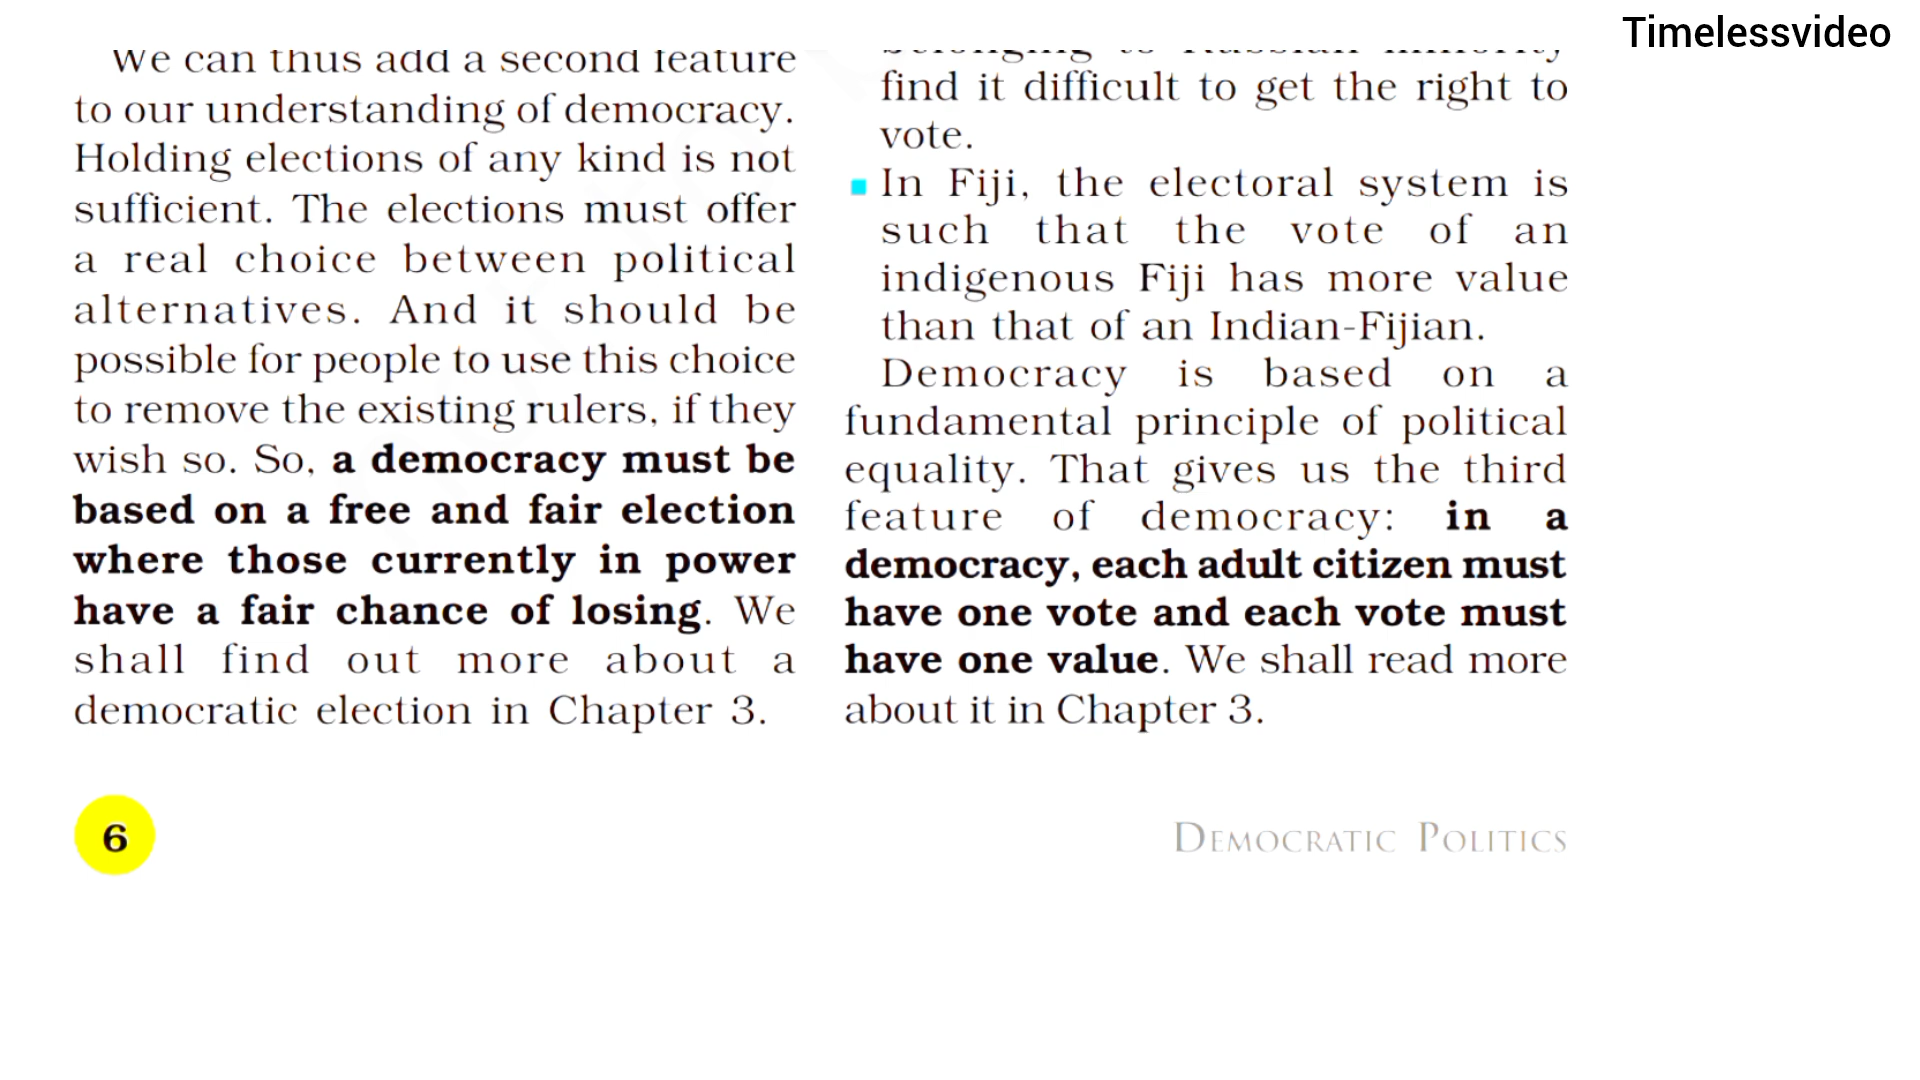 Timelessvideo
We can thus add a second feature
to our understanding of democracy.
Holding elections of any kind is not
sufficient. The elections must offer
a real choice between political
alternatives. And it should be
possible for people to use this choice
to remove the existing rulers, if they
wish so. So, a democracy must be
based on a free and fair election
where those currently in power
have a fair chance of losing. We
shall find out more about a
democratic election in Chapter 3.
belonging to Russian minority
find it difficult to get the right to
vote.
In Fiji, the electoral system is
such that the vote of an
indigenous Fiji has more value
than that of an Indian-Fijian.
Democracy is based on a
fundamental principle of political
equality. That gives us the third
feature of democracy: in a
democracy, each adult citizen must
have one vote and each vote must
have one value. We shall read more
about it in Chapter 3.
6
DEMOCRATIC POLITICS